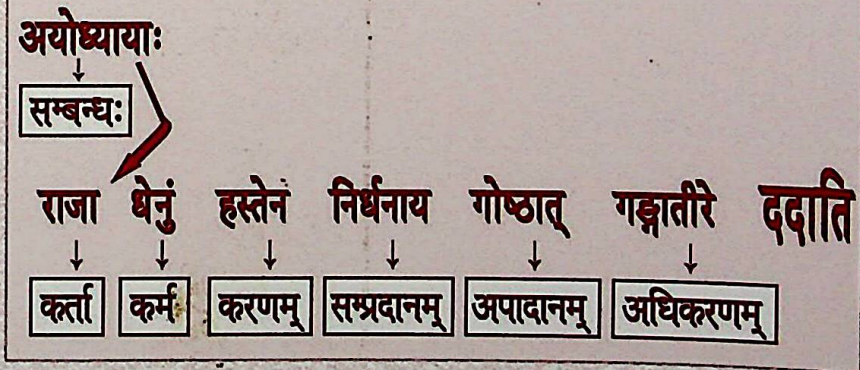 अयोध्यायाः
सम्बन्धः
राजा धेनुं हस्तेन निर्धनाय गोष्ठात् गङ्गातीरे ददाति
कर्ता कर्म करणम् सम्प्रदानम् अपादानम् अधिकरणम्